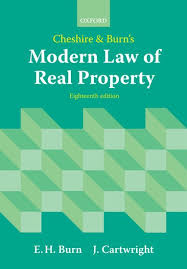 OXFORD
Cheshire & Burn's
Modern Law of
Real Property
Eighteenth edition
E. H. Burn J. Cartwright